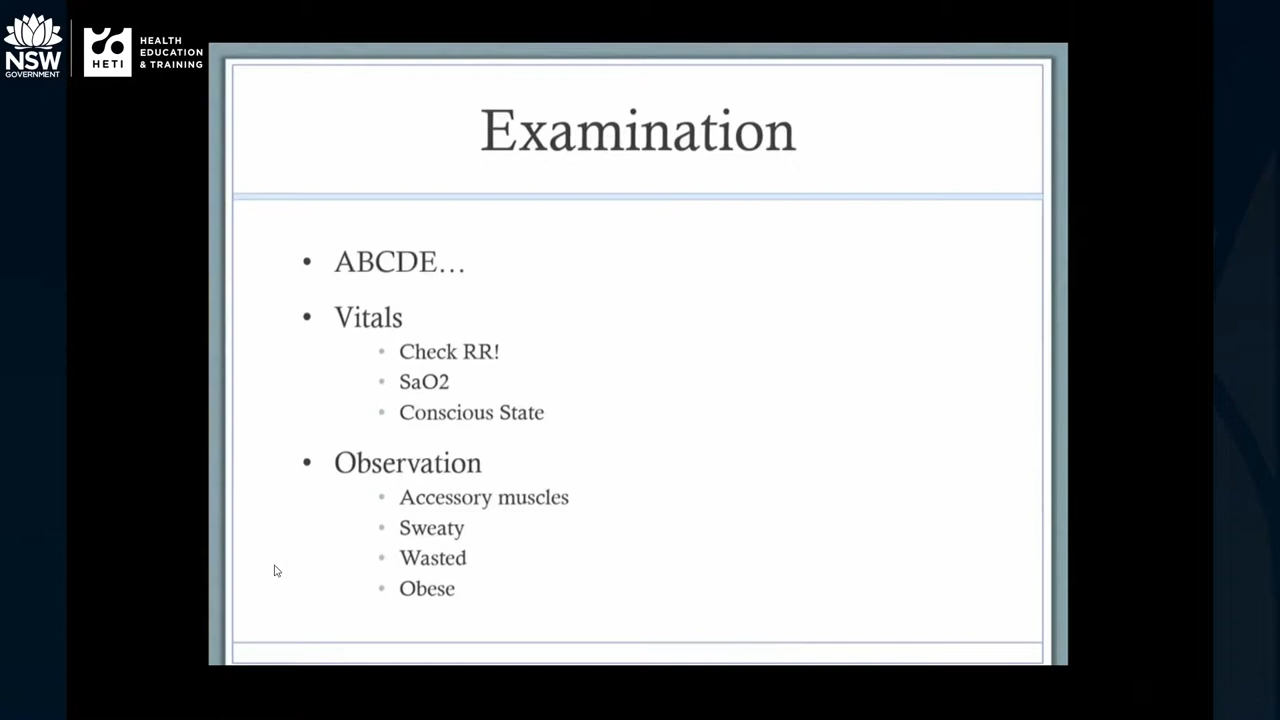 NSW
GOVERNMENT
HETI
HEALTH
EDUCATION
& TRAINING
Examination
• ABCDE…
• Vitals
• Check RR!
• SaO2
• Conscious State
• Observation
• Accessory muscles
• Sweaty
• Wasted
• Obese